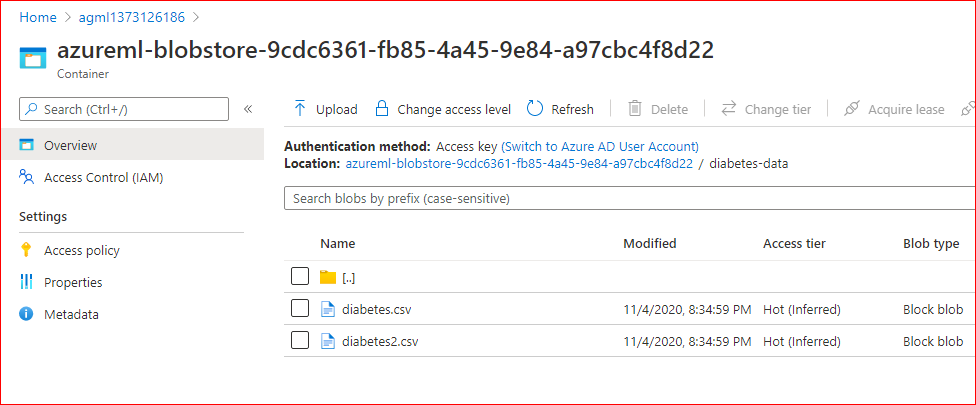 Home > agml1373126186 >
azureml-blobstore-9cdc6361-fb85-4a45-9e84-a97cbc4f8d22
Container
Search (Ctrl+/) «
Upload Change access level Refresh Delete Change tier Acquire lease
Overview
Access Control (IAM)
Settings
Access policy
Properties
Metadata
Authentication method: Access key (Switch to Azure AD User Account)
Location: azureml-blobstore-9cdc6361-fb85-4a45-9e84-a97cbc4f8d22 / diabetes-data
Search blobs by prefix (case-sensitive)
Name Modified Access tier Blob type
[..]
diabetes.csv 11/4/2020, 8:34:59 PM Hot (Inferred) Block blob
diabetes2.csv 11/4/2020, 8:34:59 PM Hot (Inferred) Block blob